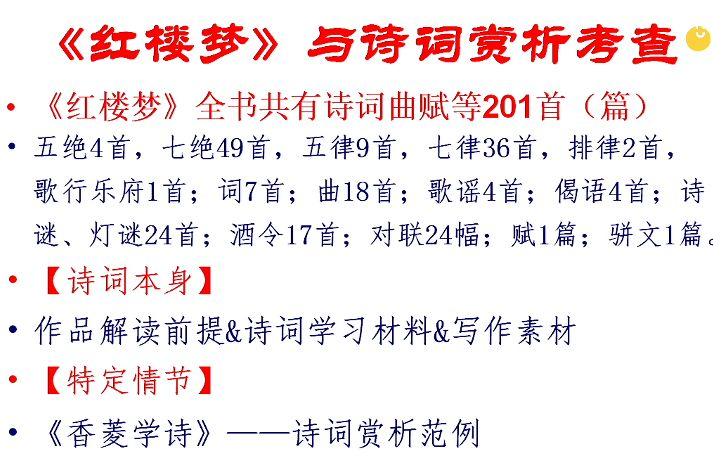 《红楼梦》与诗词赏析考查
• 《红楼梦》全书共有诗词曲赋等201首（篇）
• 五绝4首，七绝49首，五律9首，七律36首，排律2首，
歌行乐府1首；词7首；曲18首；歌谣4首；偈语4首；诗
谜、灯谜24首；酒令17首；对联24幅；赋1篇；骈文1篇。
• 【诗词本身】
• 作品解读前提&诗词学习材料&写作素材
• 【特定情节】
• 《香菱学诗》——诗词赏析范例